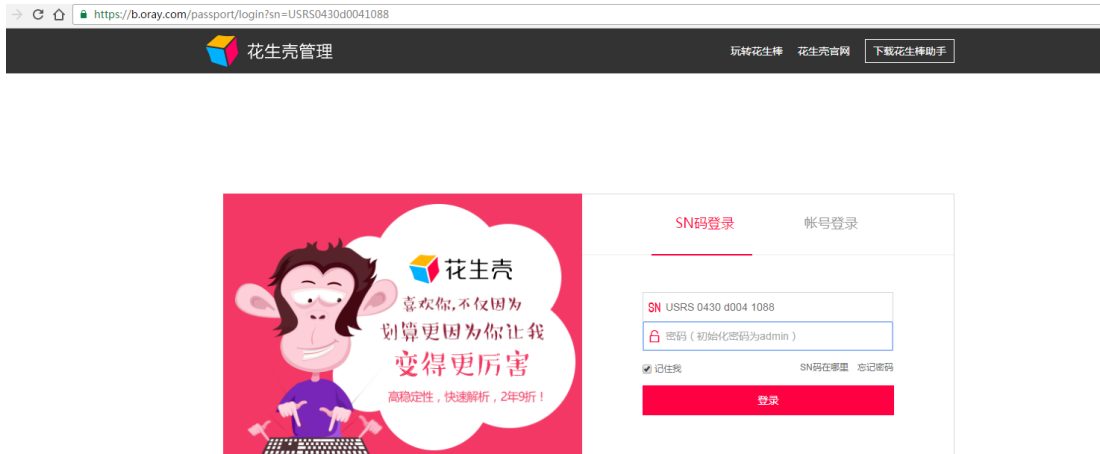 https://b.oray.com/passport/login?sn=USRS0430d0041088
花生壳管理
玩转花生棒 花生壳官网 下载花生棒助手
花生壳
喜欢你,不仅因为
划算更因为你让我
变得更厉害
高稳定性，快速解析，2年9折！
SN码登录 帐号登录
SN USRS 0430 d004 1088
密码（初始化密码为admin）
记住我 SN码在哪里 忘记密码
登录